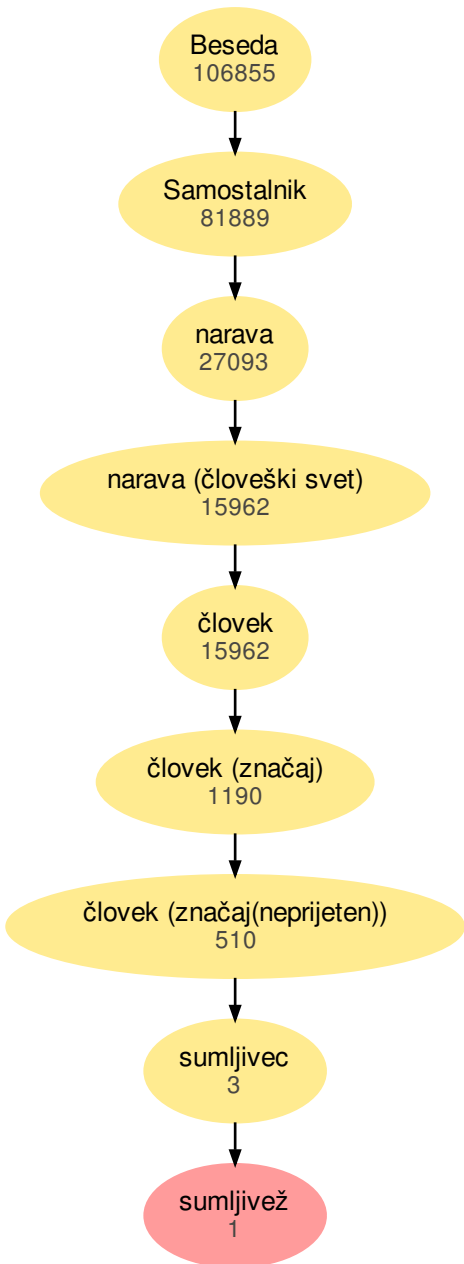 Beseda
106855
Samostalnik
81889
narava
27093
narava (človeški svet)
15962
človek
15962
človek (značaj)
1190
človek (značaj(neprijeten))
510
sumljivec
3
sumljivež
1